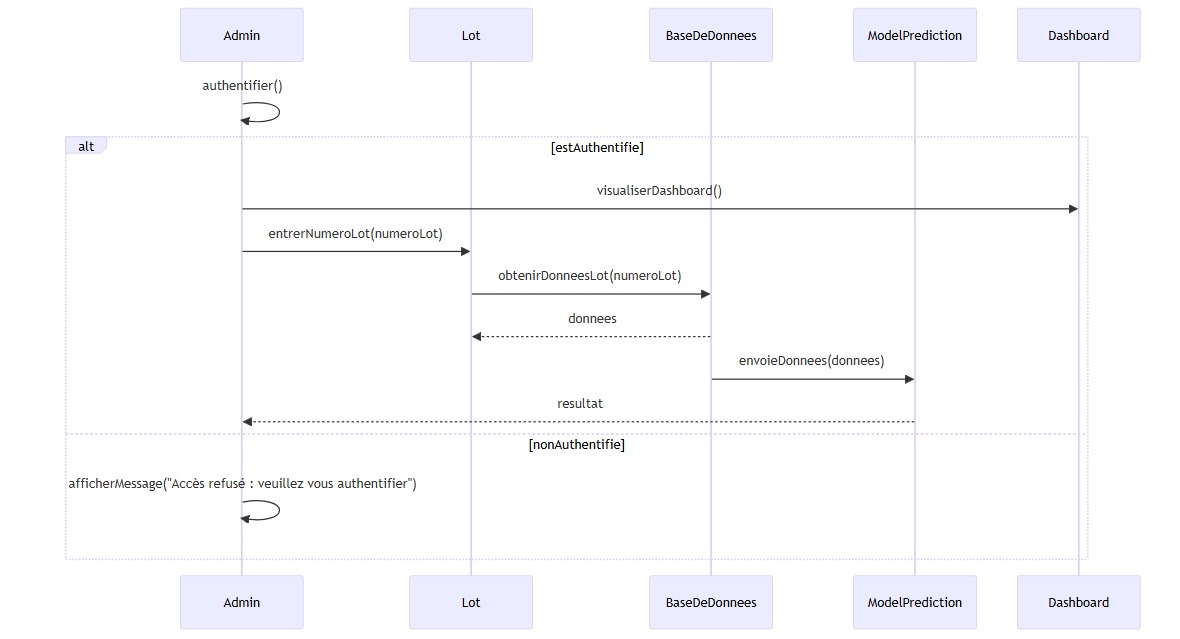 Admin
Lot
BaseDeDonnees
ModelPrediction
Dashboard
authentifier()
alt
[estAuthentifie]
visualiserDashboard()
entrerNumeroLot(numeroLot)
obtenirDonneesLot(numeroLot)
donnees
envoieDonnees(donnees)
resultat
[nonAuthentifie]
afficherMessage("Accès refusé : veuillez vous authentifier")
Admin
Lot
BaseDeDonnees
ModelPrediction
Dashboard